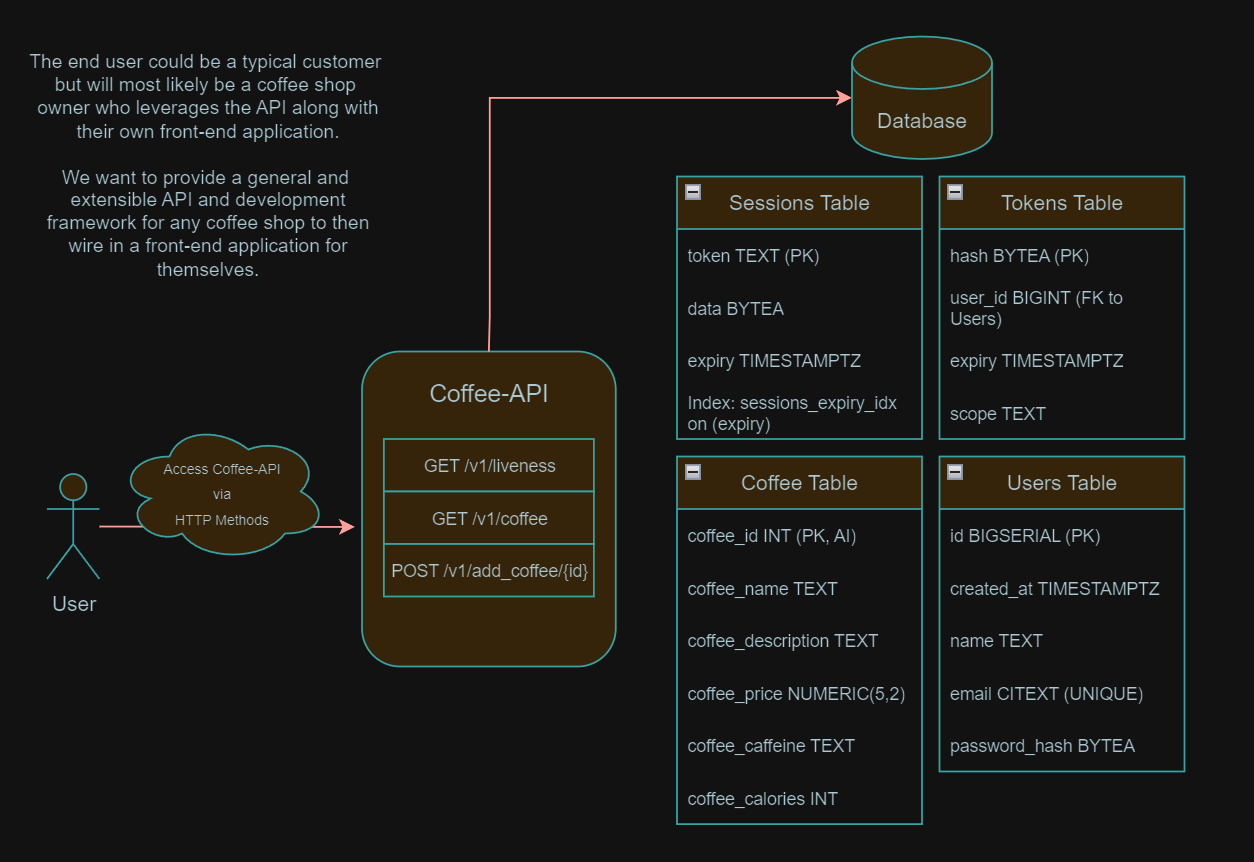 The end user could be a typical customer
but will most likely be a coffee shop
owner who leverages the API along with
their own front-end application.
We want to provide a general and
extensible API and development
framework for any coffee shop to then
wire in a front-end application for
themselves.
Database
Sessions Table
token TEXT (PK)
data BYTEA
expiry TIMESTAMPTZ
Index: sessions_expiry_idx
on (expiry)
Tokens Table
hash BYTEA (PK)
user_id BIGINT (FK to
Users)
expiry TIMESTAMPTZ
scope TEXT
Coffee-API
GET /v1/liveness
GET /v1/coffee
POST /v1/add_coffee/{id}
Access Coffee-API
via
HTTP Methods
User
Coffee Table
coffee_id INT (PK, AI)
coffee_name TEXT
coffee_description TEXT
coffee_price NUMERIC(5,2)
coffee_caffeine TEXT
coffee_calories INT
Users Table
id BIGSERIAL (PK)
created_at TIMESTAMPTZ
name TEXT
email CITEXT (UNIQUE)
password_hash BYTEA